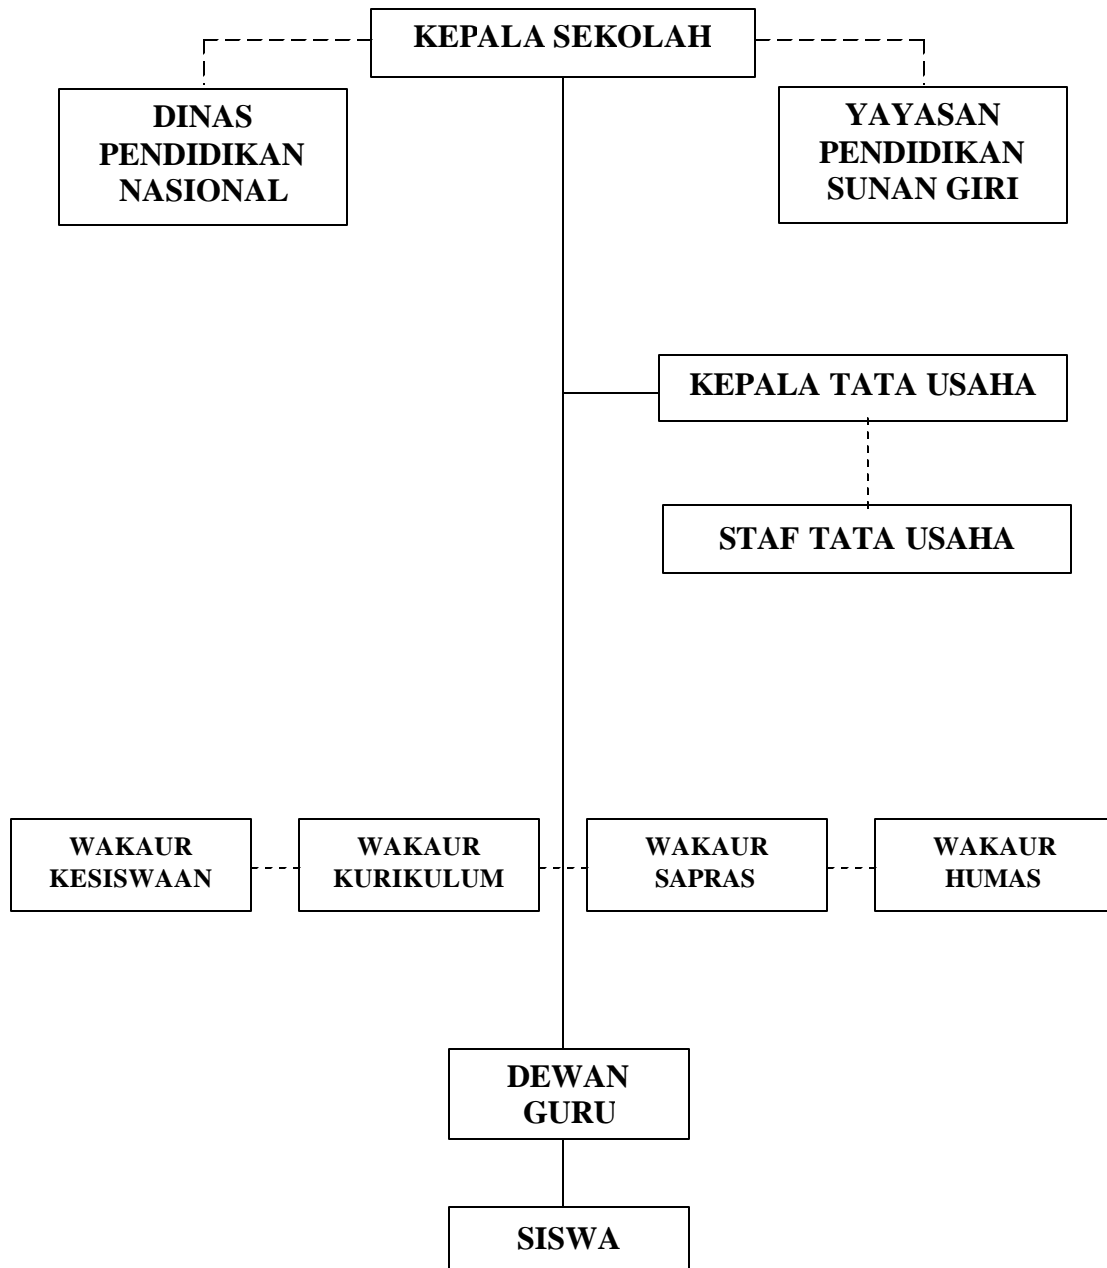 KEPALA SEKOLAH
DINAS
PENDIDIKAN
NASIONAL
YAYASAN
PENDIDIKAN
SUNAN GIRI
KEPALA TATA USAHA
STAF TATA USAHA
WAKAUR
KESISWAAN
WAKAUR
KURIKULUM
WAKAUR
SAPRAS
WAKAUR
HUMAS
DEWAN
GURU
SISWA